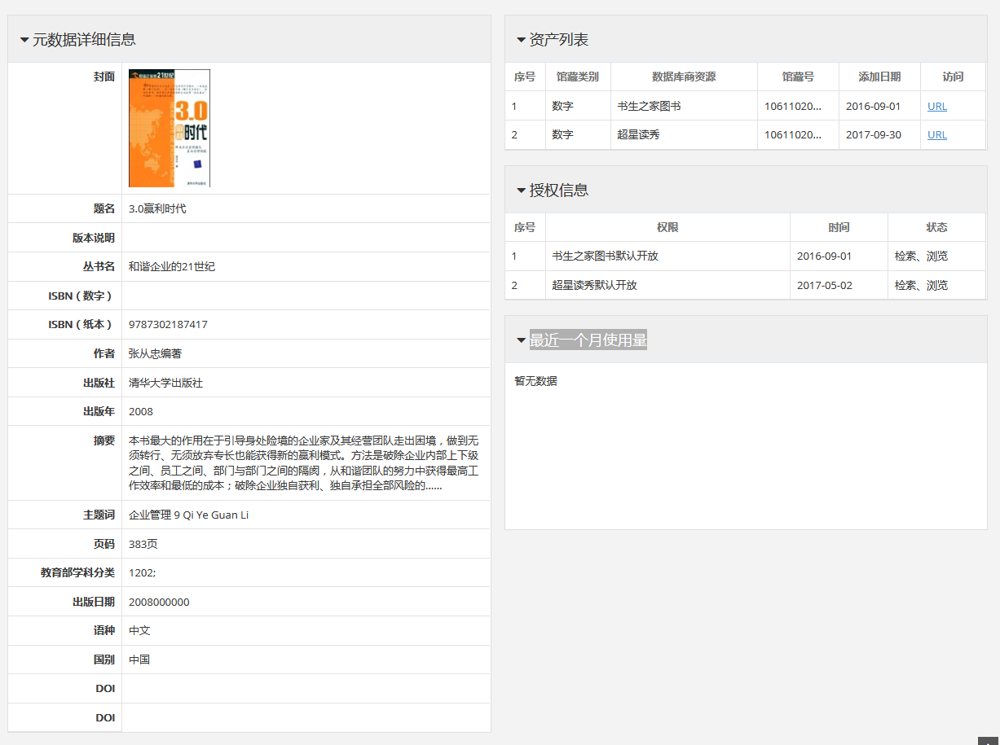 元数据详细信息
封面
和谐企业的21世纪
3.0
赢利
时代
清华大学出版社
题名 3.0赢利时代
版本说明
丛书名 和谐企业的21世纪
ISBN（数字）
ISBN（纸本） 9787302187417
作者 张从忠编著
出版社 清华大学出版社
出版年 2008
摘要 本书最大的作用在于引导身处险境的企业家及其经营团队走出困境，做到无
须转行、无须放弃专长也能获得新的赢利模式。方法是破除企业内部上下级
之间、员工之间、部门与部门之间的隔阂，从和谐团队的努力中获得最高工
作效率和最低的成本；破除企业独自获利、独自承担全部风险的......
主题词 企业管理 9 Qi Ye Guan Li
页码 383页
教育部学科分类 1202;
出版日期 2008000000
语种 中文
国别 中国
DOI
DOI
资产列表
序号 馆藏类别 数据库商资源 馆藏号 添加日期 访问
1 数字 书生之家图书 10611020... 2016-09-01 URL
2 数字 超星读秀 10611020... 2017-09-30 URL
授权信息
序号 权限 时间 状态
1 书生之家图书默认开放 2016-09-01 检索、浏览
2 超星读秀默认开放 2017-05-02 检索、浏览
最近一个月使用量
暂无数据